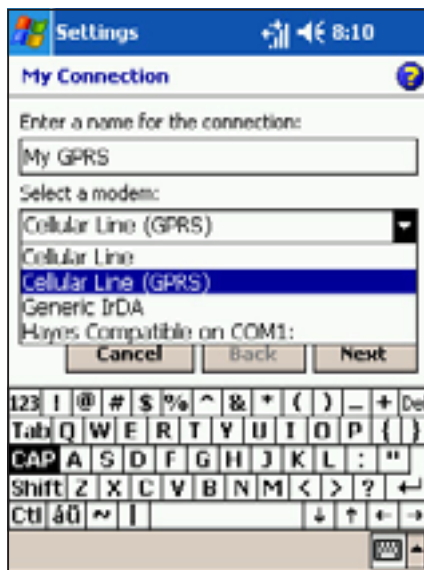 Settings 8:10
My Connection
Enter a name for the connection:
My GPRS
Select a modem:
Cellular Line (GPRS)
Cellular Line
Cellular Line (GPRS)
Generic IrDA
Hayes Compatible on COM1:
Cancel Back Next
123 ! @ # $ % ^ & * ( ) _ + Del
Tab Q W E R T Y U I O P { }
CAP A S D F G H J K L : "
Shift Z X C V B N M < > ? ↵
Ctl áü ~ | ↓ ↑ ← →